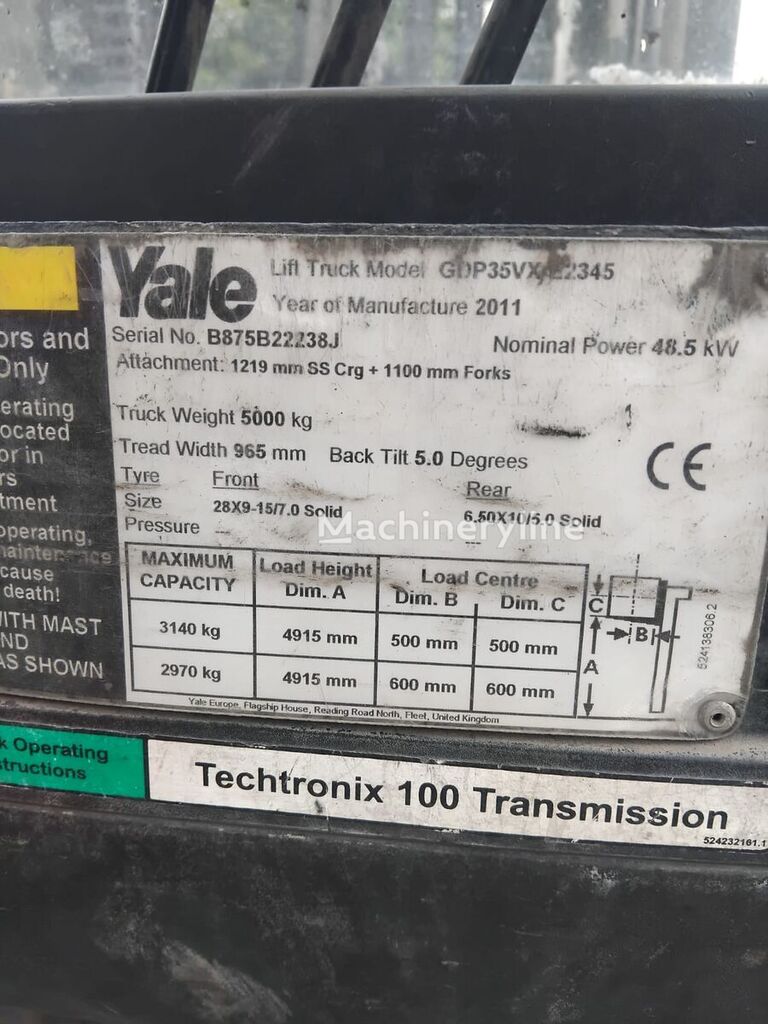 Yale
Lift Truck Model GDP35VX
Year of Manufacture 2011
Serial No. B875B22238J
Nominal Power 48.5 kW
Attachment: 1219 mm SS Crg + 1100 mm Forks
Truck Weight 5000 kg
Tread Width 965 mm Back Tilt 5.0 Degrees
CE
Tyre Front Rear
Size 28X9-15/7.0 Solid 6.50X10/5.0 Solid
Pressure --- ---
MAXIMUM CAPACITY Load Height Dim. A Load Centre Dim. B Dim. C
3140 kg 4915 mm 500 mm 500 mm
2970 kg 4915 mm 600 mm 600 mm
C
B
A
524138306.2
Yale Europe, Flagship House, Reading Road North, Fleet, United Kingdom
ors and
Only
erating
ocated
or in
rs
tment
operating,
maintenance
cause
death!
WITH MAST
ND
AS SHOWN
k Operating
structions
Techtronix 100 Transmission
524232161.1
Machineryline